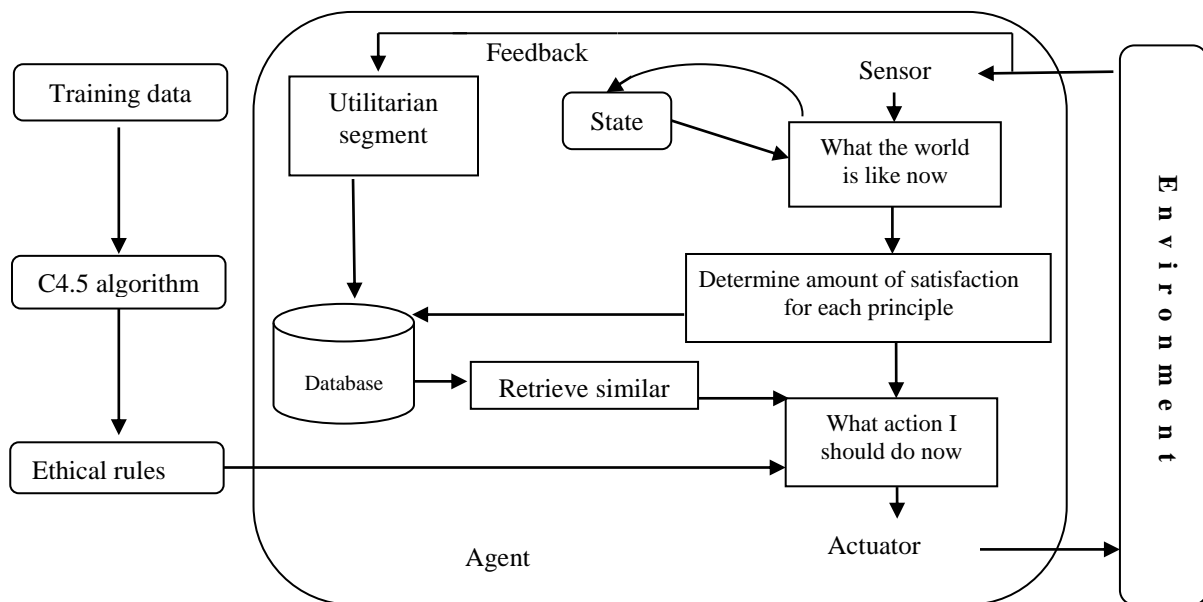 Feedback
Sensor
Training data
Utilitarian
segment
State
What the world
is like now
Environment
C4.5 algorithm
Determine amount of satisfaction
for each principle
Database
Retrieve similar
What action I
should do now
Ethical rules
Agent
Actuator